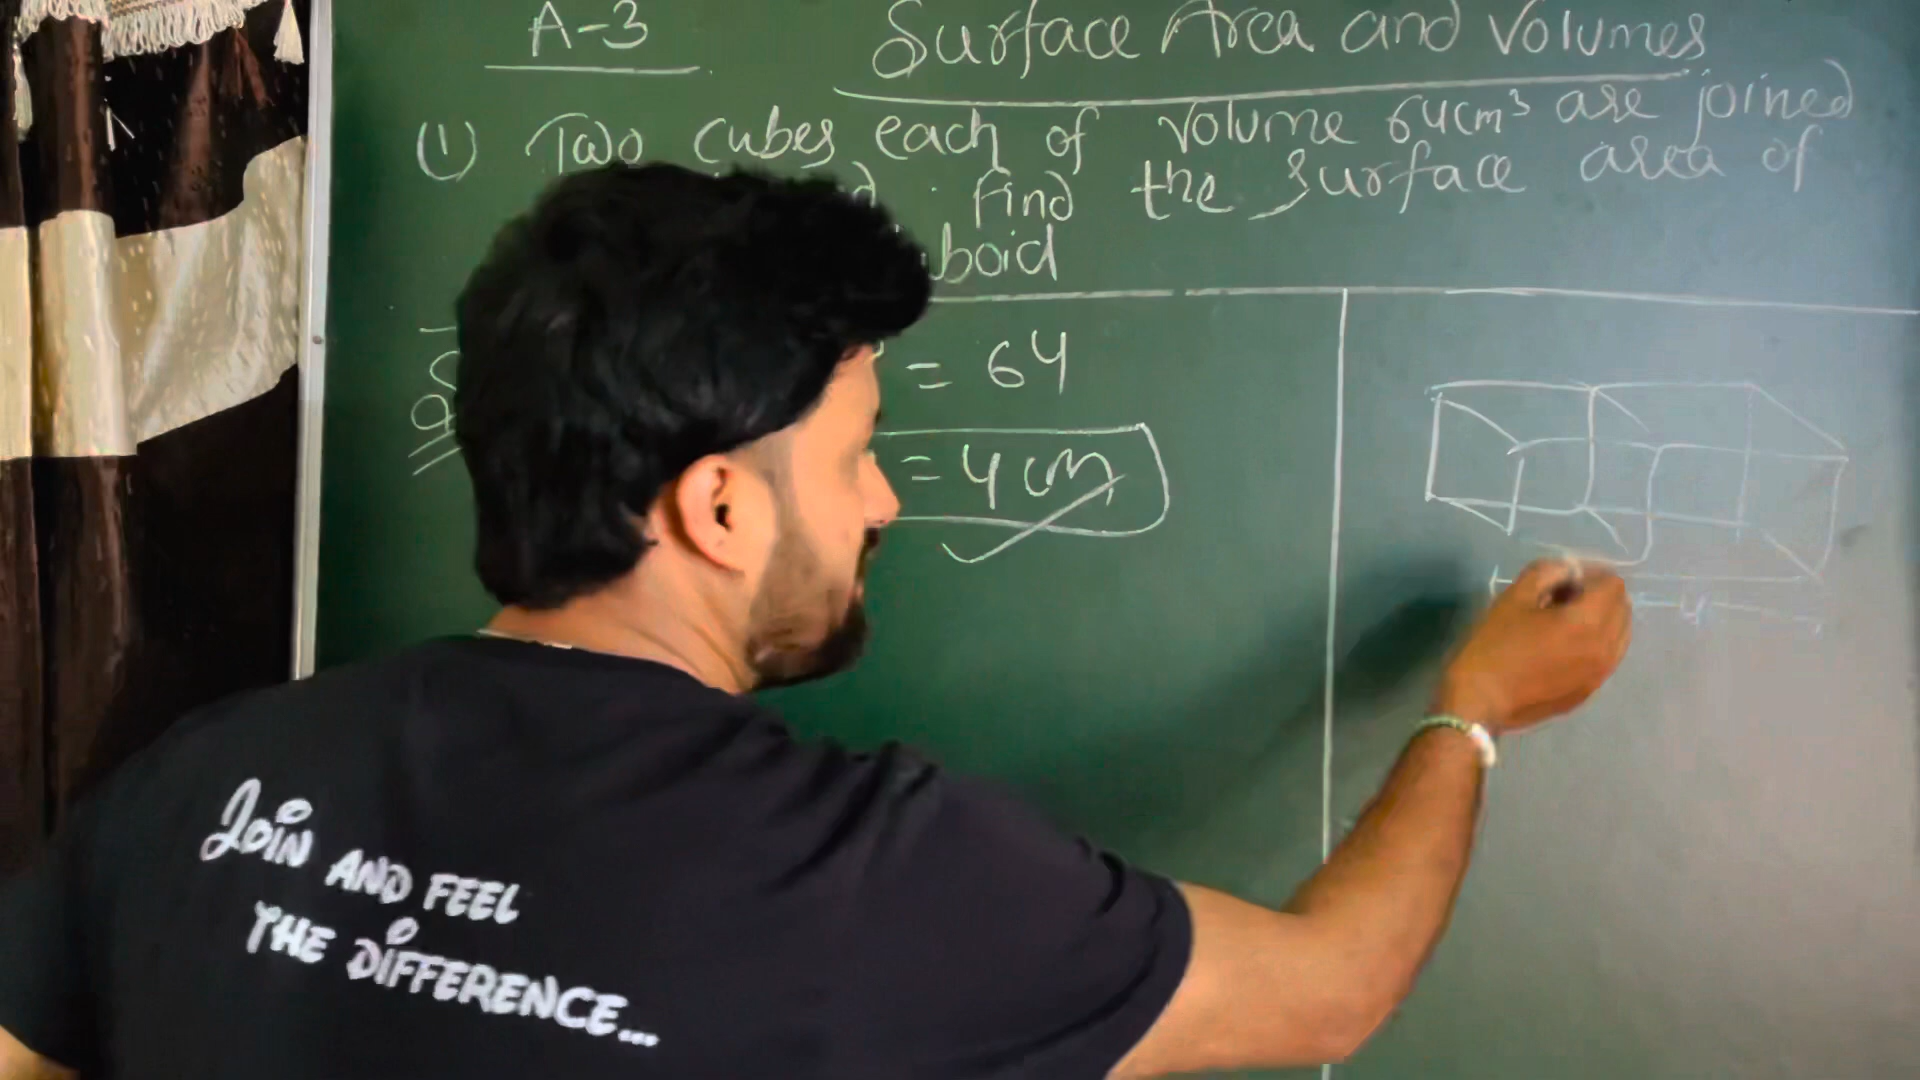 A-3
Surface Area and Volumes
(1) Two cubes each of Volume 64cm³ are joined
. Find the surface area of
boid
= 64
= 4 cm
4
JOIN AND FEEL
THE DIFFERENCE...